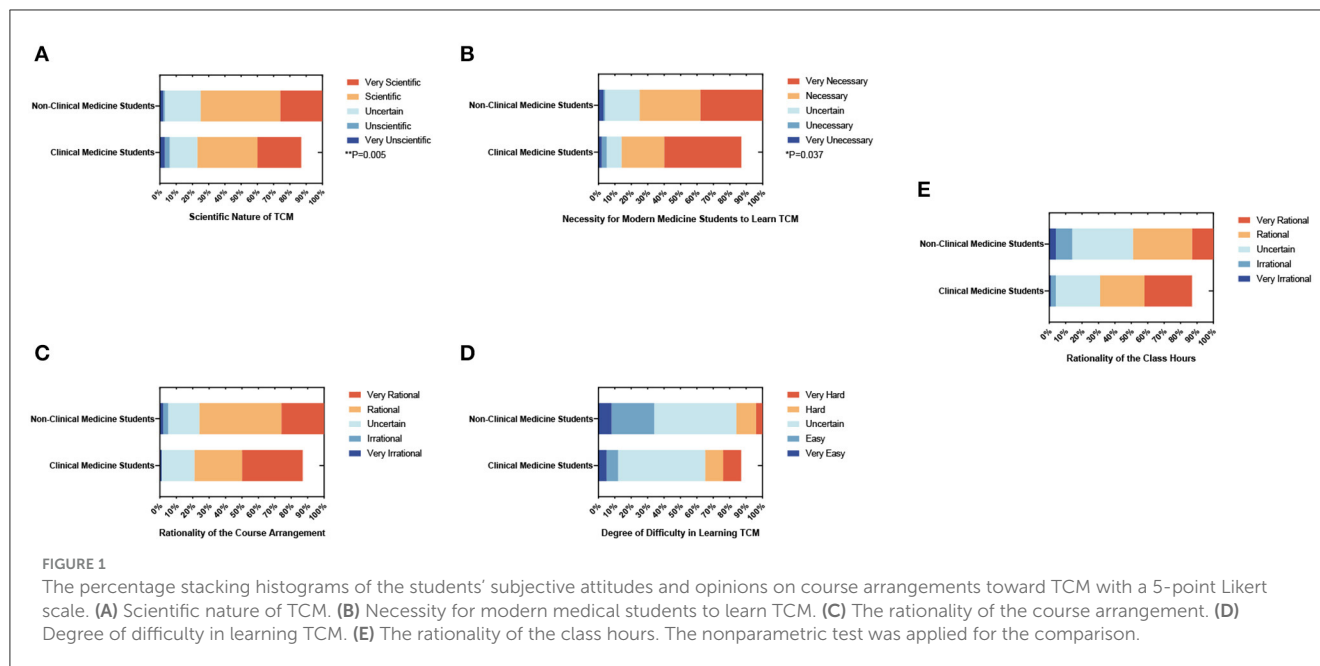 A
Non-Clinical Medicine Students
Clinical Medicine Students
0%
10%
20%
30%
40%
50%
60%
70%
80%
90%
100%
Scientific Nature of TCM
Very Scientific
Scientific
Uncertain
Unscientific
Very Unscientific
**P=0.005
B
Non-Clinical Medicine Students
Clinical Medicine Students
0%
10%
20%
30%
40%
50%
60%
70%
80%
90%
100%
Necessity for Modern Medicine Students to Learn TCM
Very Necessary
Necessary
Uncertain
Unecessary
Very Unecessary
*P=0.037
C
Non-Clinical Medicine Students
Clinical Medicine Students
0%
10%
20%
30%
40%
50%
60%
70%
80%
90%
100%
Rationality of the Course Arrangement
Very Rational
Rational
Uncertain
Irrational
Very Irrational
D
Non-Clinical Medicine Students
Clinical Medicine Students
0%
10%
20%
30%
40%
50%
60%
70%
80%
90%
100%
Degree of Difficulty in Learning TCM
Very Hard
Hard
Uncertain
Easy
Very Easy
E
Non-Clinical Medicine Students
Clinical Medicine Students
0%
10%
20%
30%
40%
50%
60%
70%
80%
90%
100%
Rationality of the Class Hours
Very Rational
Rational
Uncertain
Irrational
Very Irrational
FIGURE 1
The percentage stacking histograms of the students' subjective attitudes and opinions on course arrangements toward TCM with a 5-point Likert
scale. (A) Scientific nature of TCM. (B) Necessity for modern medical students to learn TCM. (C) The rationality of the course arrangement. (D)
Degree of difficulty in learning TCM. (E) The rationality of the class hours. The nonparametric test was applied for the comparison.